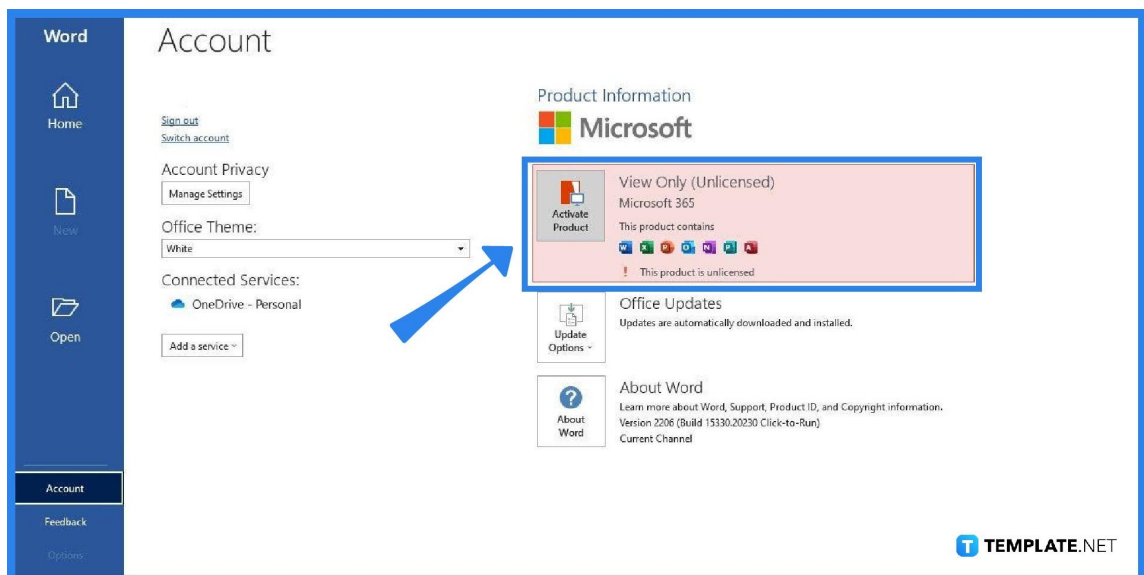 Word
Home
New
Open
Account
Feedback
Options
Account
Sign out
Switch account
Account Privacy
Manage Settings
Office Theme:
White
Connected Services:
OneDrive - Personal
Add a service
Product Information
Microsoft
Activate
Product
View Only (Unlicensed)
Microsoft 365
This product contains
W X P O N P A
! This product is unlicensed
Update
Options
Office Updates
Updates are automatically downloaded and installed.
?
About
Word
About Word
Learn more about Word, Support, Product ID, and Copyright information.
Version 2206 (Build 15330.20230 Click-to-Run)
Current Channel
T TEMPLATE.NET